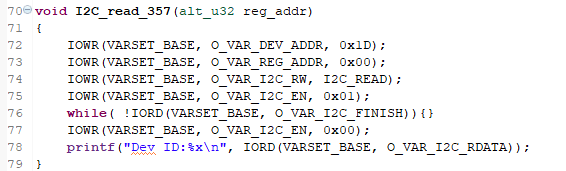 70 void I2C_read_357(alt_u32 reg_addr)
71 {
72 IOWR(VARSET_BASE, O_VAR_DEV_ADDR, 0x1D);
73 IOWR(VARSET_BASE, O_VAR_REG_ADDR, 0x00);
74 IOWR(VARSET_BASE, O_VAR_I2C_RW, I2C_READ);
75 IOWR(VARSET_BASE, O_VAR_I2C_EN, 0x01);
76 while( !IORD(VARSET_BASE, O_VAR_I2C_FINISH)){}
77 IOWR(VARSET_BASE, O_VAR_I2C_EN, 0x00);
78 printf("Dev ID:%x\n", IORD(VARSET_BASE, O_VAR_I2C_RDATA));
79 }